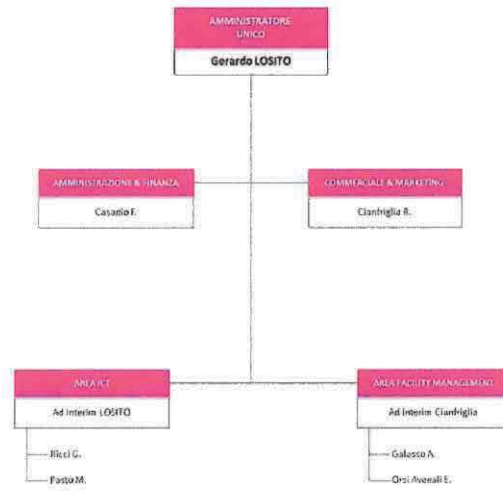 AMMINISTRATORE
UNICO
Gerardo LOSITO
AMMINISTRAZIONE & FINANZA
Casario F.
COMMERCIALE & MARKETING
Cianfriglia R.
AREA ICT
Ad interim LOSITO
Ricci G.
Pasto M.
AREA FACILITY MANAGEMENT
Ad interim Cianfriglia
Galasso A.
Orsi Avenali E.